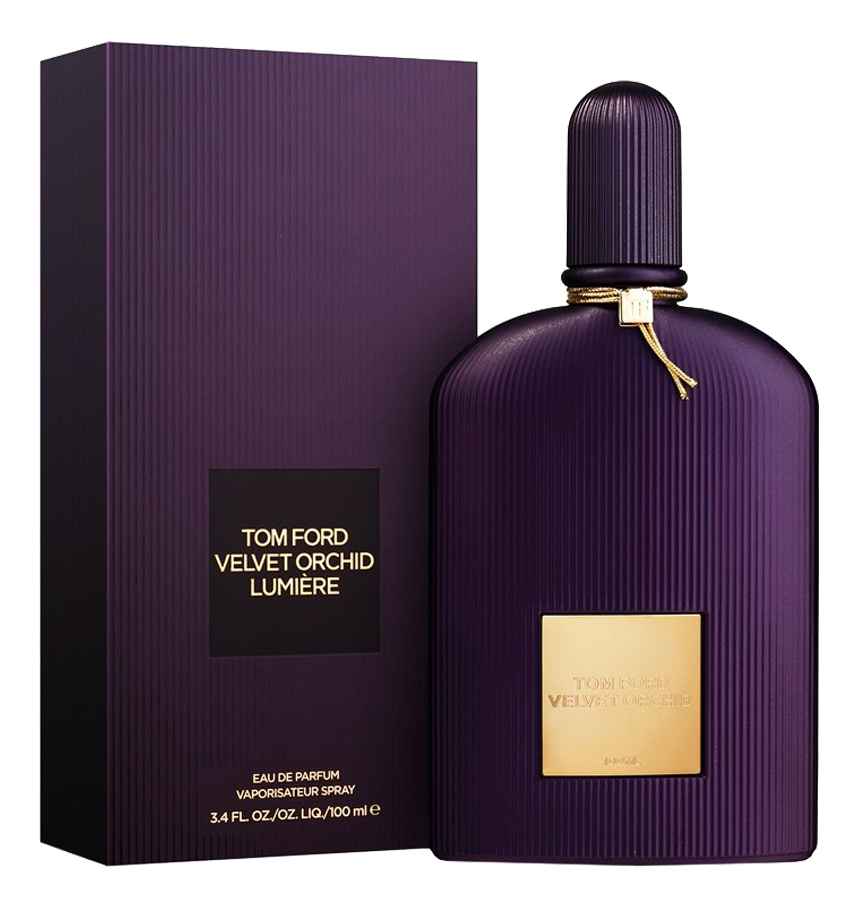 TOM FORD
VELVET ORCHID
LUMIÈRE
EAU DE PARFUM
VAPORISATEUR SPRAY
3.4 FL. OZ./OZ. LIQ./100 ml ℮
TOM FORD
VELVET ORCHID
100ML